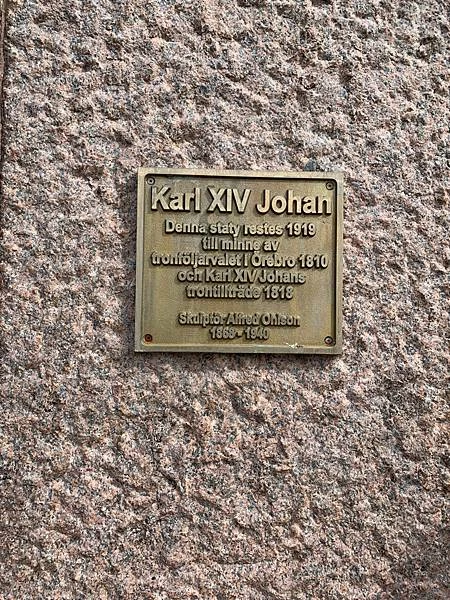 Karl XIV Johan
Denna staty restes 1919
till minne av
tronföljarvalet i Örebro 1810
och Karl XIV Johans
trontillträde 1818
Skulptör: Alfred Ohlson
1868 - 1940